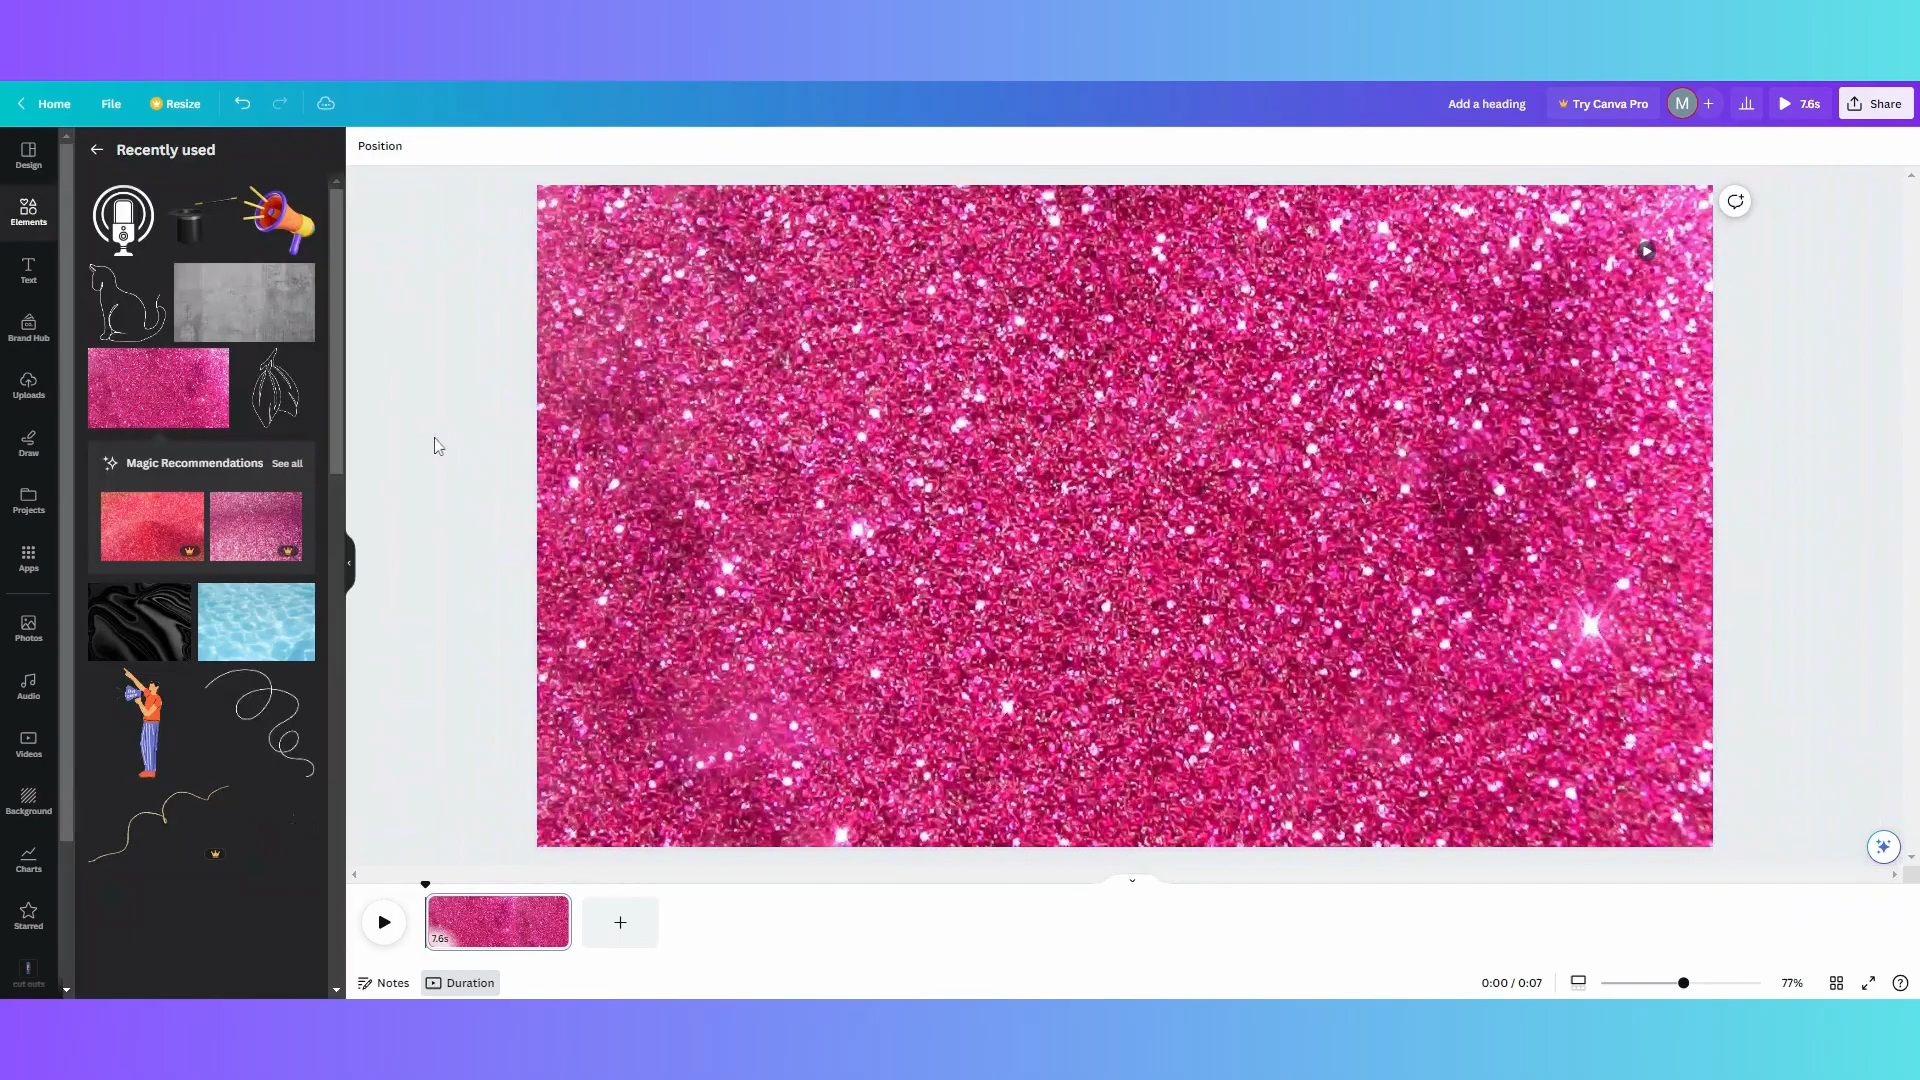 Home File Resize Add a heading Try Canva Pro M + 7.6s Share
Recently used
Position
Design
Elements
Text
Brand Hub
Uploads
Draw
Projects
Apps
Photos
Audio
Videos
Background
Charts
Starred
cut outs
Magic Recommendations See all
7.6s
Notes Duration 0:00 / 0:07 77%